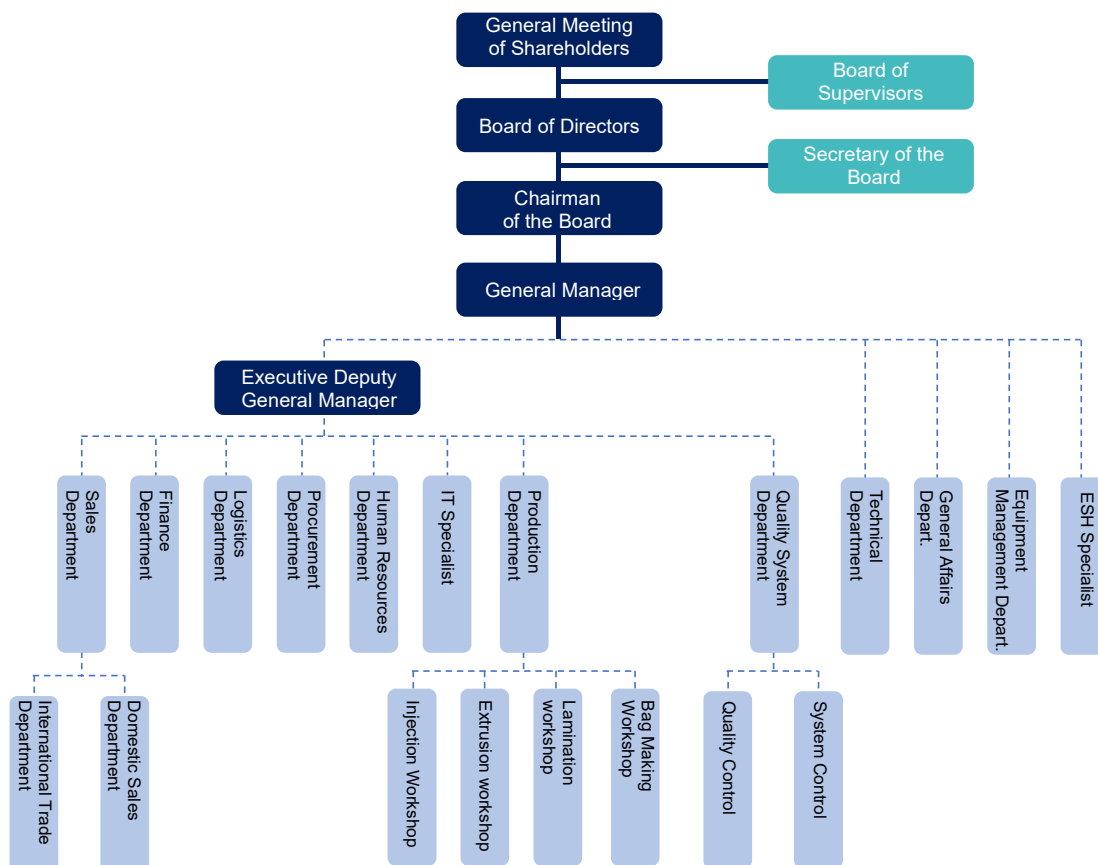 General Meeting
of Shareholders
Board of
Supervisors
Board of Directors
Secretary of the
Board
Chairman
of the Board
General Manager
Executive Deputy
General Manager
Sales
Department
Finance
Department
Logistics
Department
Procurement
Department
Human Resources
Department
IT Specialist
Production
Department
Quality System
Department
Technical
Department
General Affairs
Depart.
Equipment
Management Depart.
ESH Specialist
International Trade
Department
Domestic Sales
Department
Injection Workshop
Extrusion workshop
Lamination
workshop
Bag Making
Workshop
Quality Control
System Control